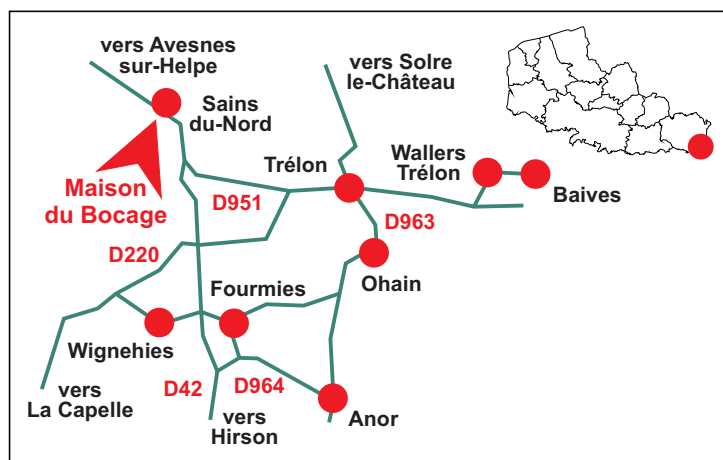 vers Avesnes
sur-Helpe
vers Solre
le-Château
Sains
du-Nord
Trélon
Wallers
Trélon
Maison
du Bocage
D951
Baives
D963
D220
Ohain
Fourmies
Wignehies
vers
La Capelle
D42
D964
vers
Hirson
Anor